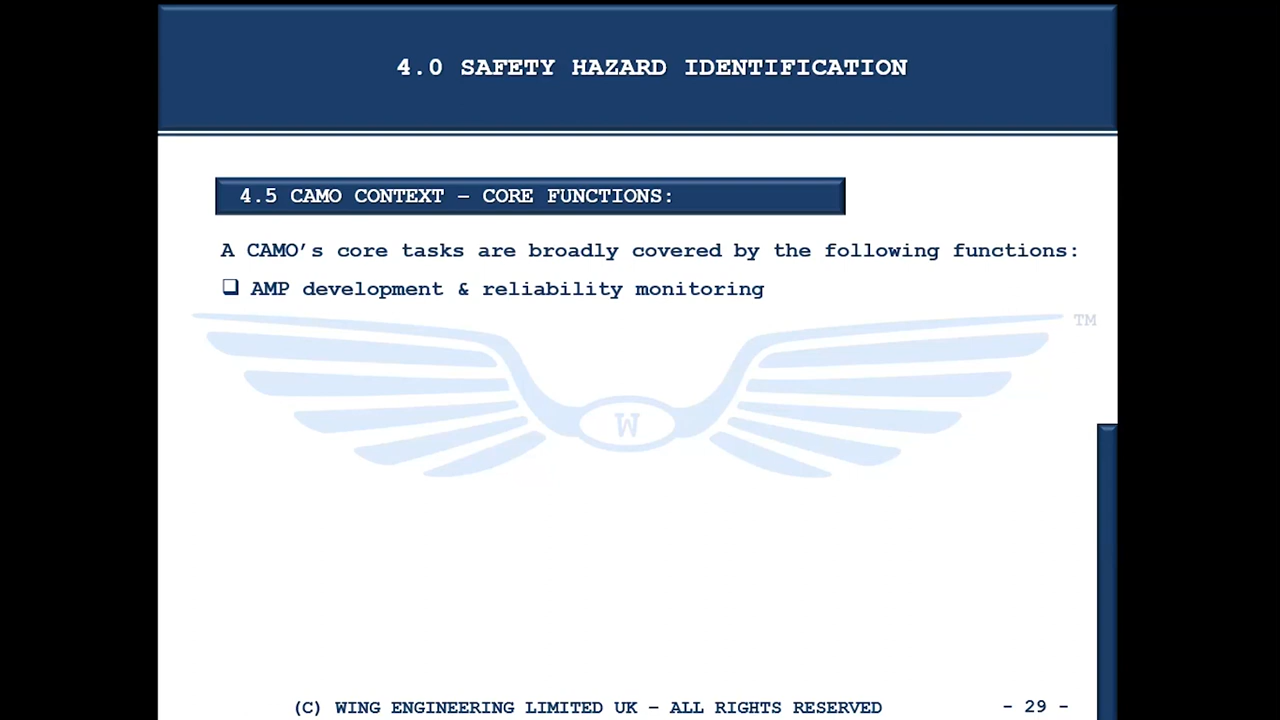 4.0 SAFETY HAZARD IDENTIFICATION
4.5 CAMO CONTEXT – CORE FUNCTIONS:
A CAMO’s core tasks are broadly covered by the following functions:
❑ AMP development & reliability monitoring
TM
W
(C) WING ENGINEERING LIMITED UK – ALL RIGHTS RESERVED
- 29 -